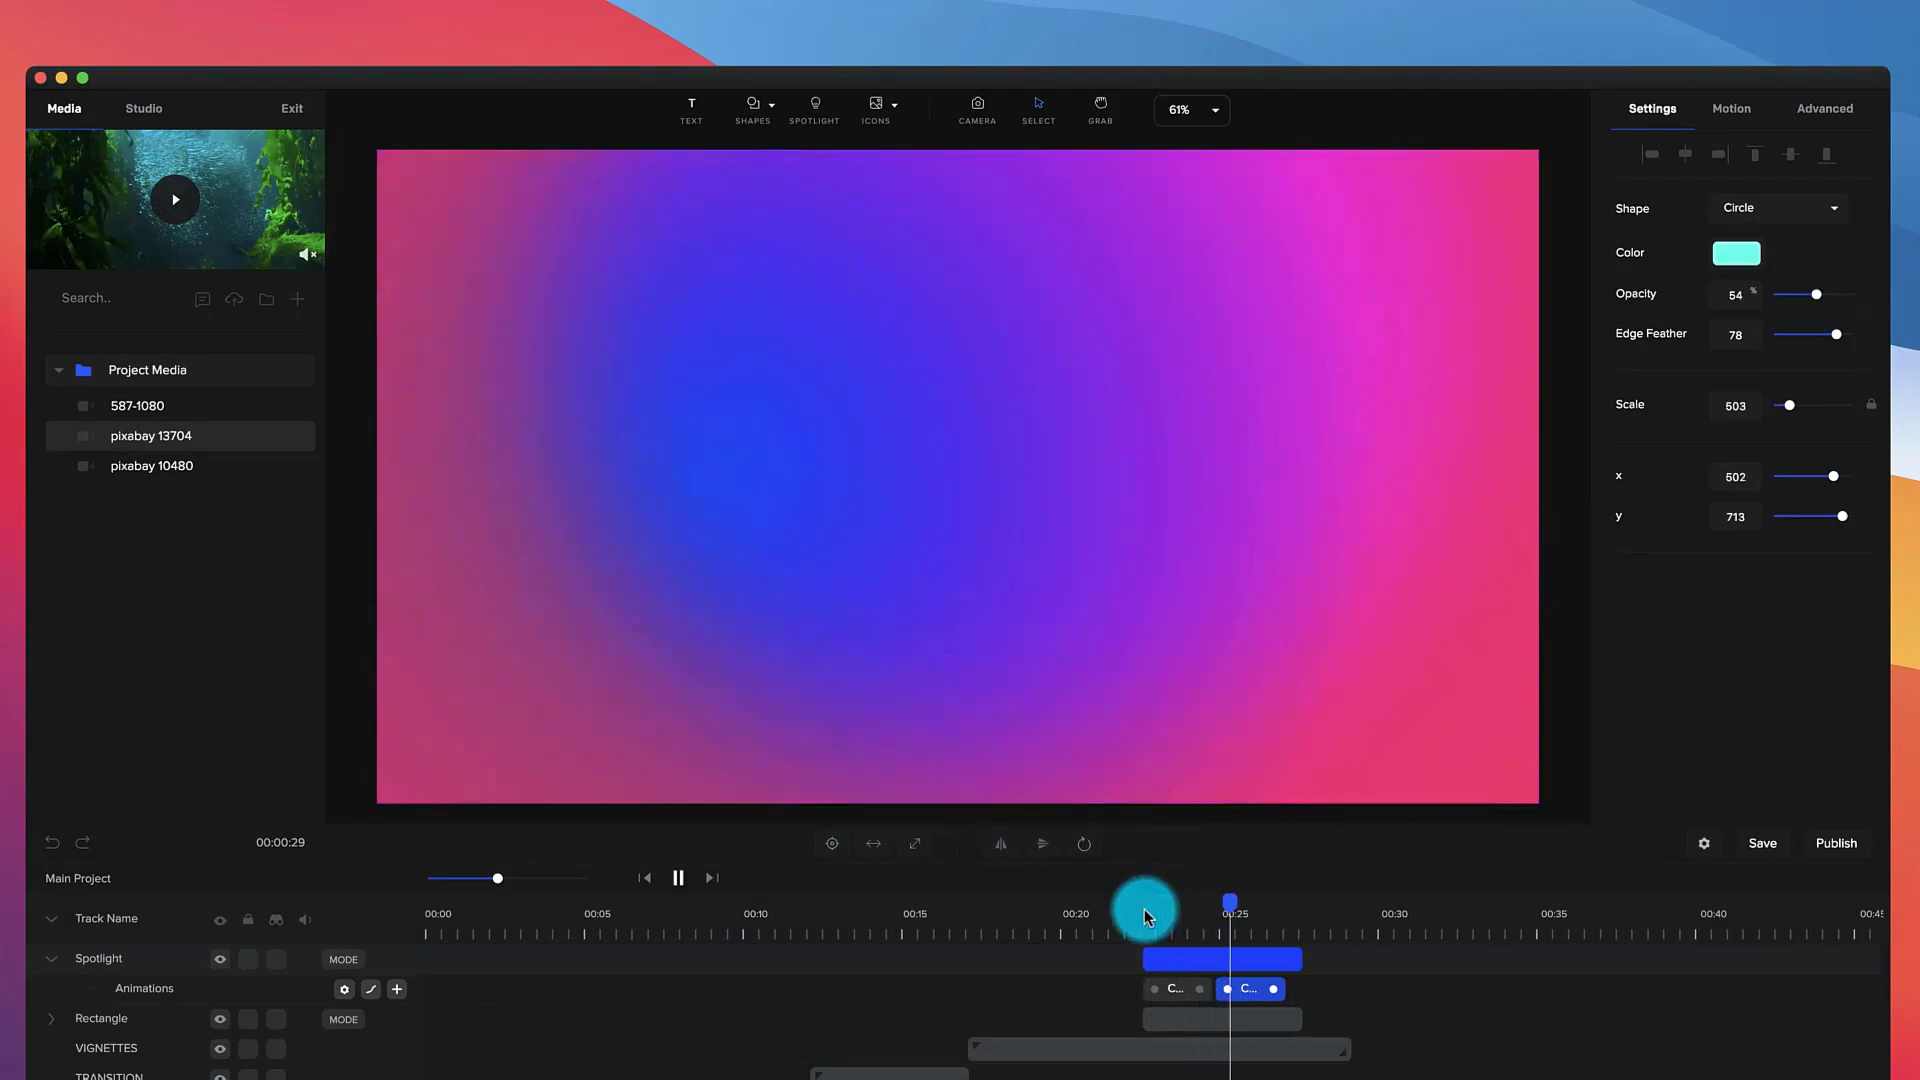 Media Studio Exit
TEXT SHAPES SPOTLIGHT ICONS CAMERA SELECT GRAB 61%
Settings Motion Advanced
Shape Circle
Color
Opacity 54 %
Edge Feather 78
Scale 503
x 502
y 713
Search..
Project Media
587-1080
pixabay 13704
pixabay 10480
00:00:29
Save Publish
Main Project
Track Name
00:00 00:05 00:10 00:15 00:20 00:25 00:30 00:35 00:40 00:45
Spotlight MODE
Animations C... C...
Rectangle MODE
VIGNETTES
TRANSITION